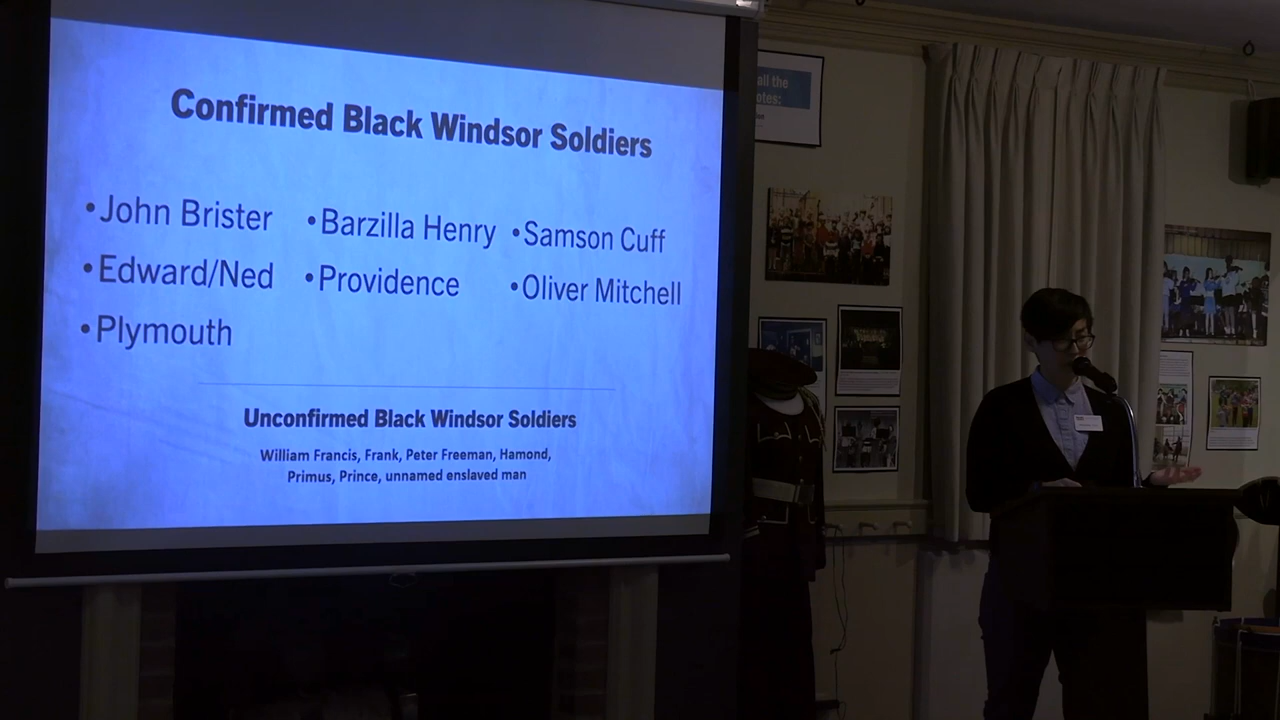 Confirmed Black Windsor Soldiers
•John Brister •Barzilla Henry •Samson Cuff
•Edward/Ned •Providence •Oliver Mitchell
•Plymouth
Unconfirmed Black Windsor Soldiers
William Francis, Frank, Peter Freeman, Hamond,
Primus, Prince, unnamed enslaved man
all the
otes: